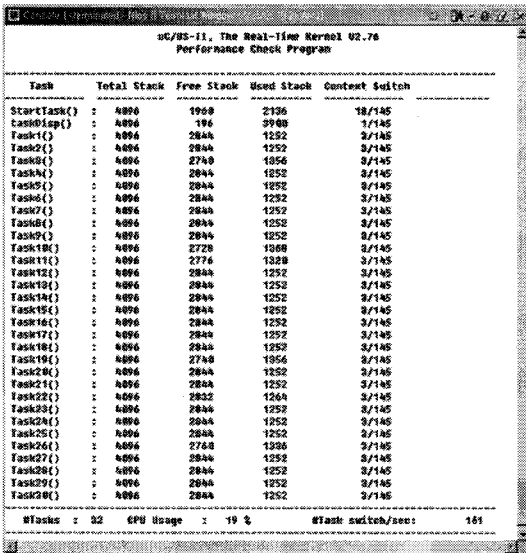 uC/OS-II, The Real-Time Kernel V2.76
Performance Check Program
Task Total Stack Free Stack Used Stack Context Switch
StartTask() : 4096 1960 2136 18/145
taskDisp() : 4096 196 3900 1/145
Task1() : 4096 2844 1252 3/145
Task2() : 4096 2844 1252 3/145
Task3() : 4096 2740 1356 3/145
Task4() : 4096 2844 1252 3/145
Task5() : 4096 2844 1252 3/145
Task6() : 4096 2844 1252 3/145
Task7() : 4096 2844 1252 3/145
Task8() : 4096 2844 1252 3/145
Task9() : 4096 2844 1252 3/145
Task10() : 4096 2728 1368 3/145
Task11() : 4096 2776 1320 3/145
Task12() : 4096 2844 1252 3/145
Task13() : 4096 2844 1252 3/145
Task14() : 4096 2844 1252 3/145
Task15() : 4096 2844 1252 3/145
Task16() : 4096 2844 1252 3/145
Task17() : 4096 2844 1252 3/145
Task18() : 4096 2844 1252 3/145
Task19() : 4096 2740 1356 3/145
Task20() : 4096 2844 1252 3/145
Task21() : 4096 2844 1252 3/145
Task22() : 4096 2832 1264 3/145
Task23() : 4096 2844 1252 3/145
Task24() : 4096 2844 1252 3/145
Task25() : 4096 2844 1252 3/145
Task26() : 4096 2760 1336 3/145
Task27() : 4096 2844 1252 3/145
Task28() : 4096 2844 1252 3/145
Task29() : 4096 2844 1252 3/145
Task30() : 4096 2844 1252 3/145
#Tasks : 32 CPU Usage : 19 % #Task switch/sec: 161